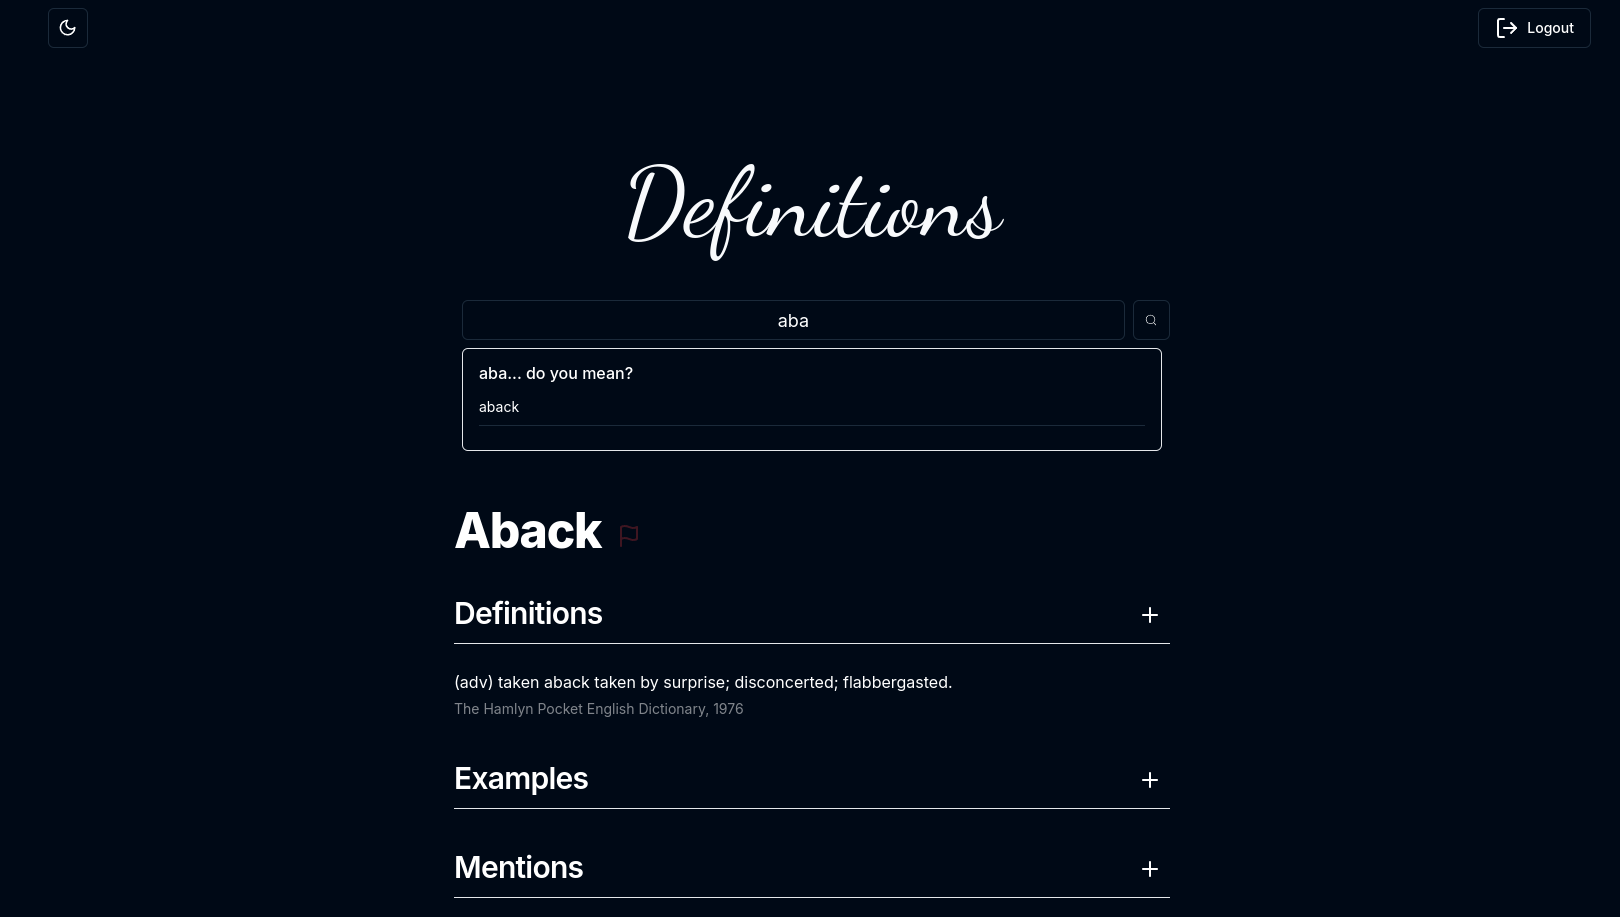 Logout
Definitions
aba
aba... do you mean?
aback
Aback
Definitions
(adv) taken aback taken by surprise; disconcerted; flabbergasted.
The Hamlyn Pocket English Dictionary, 1976
Examples
Mentions